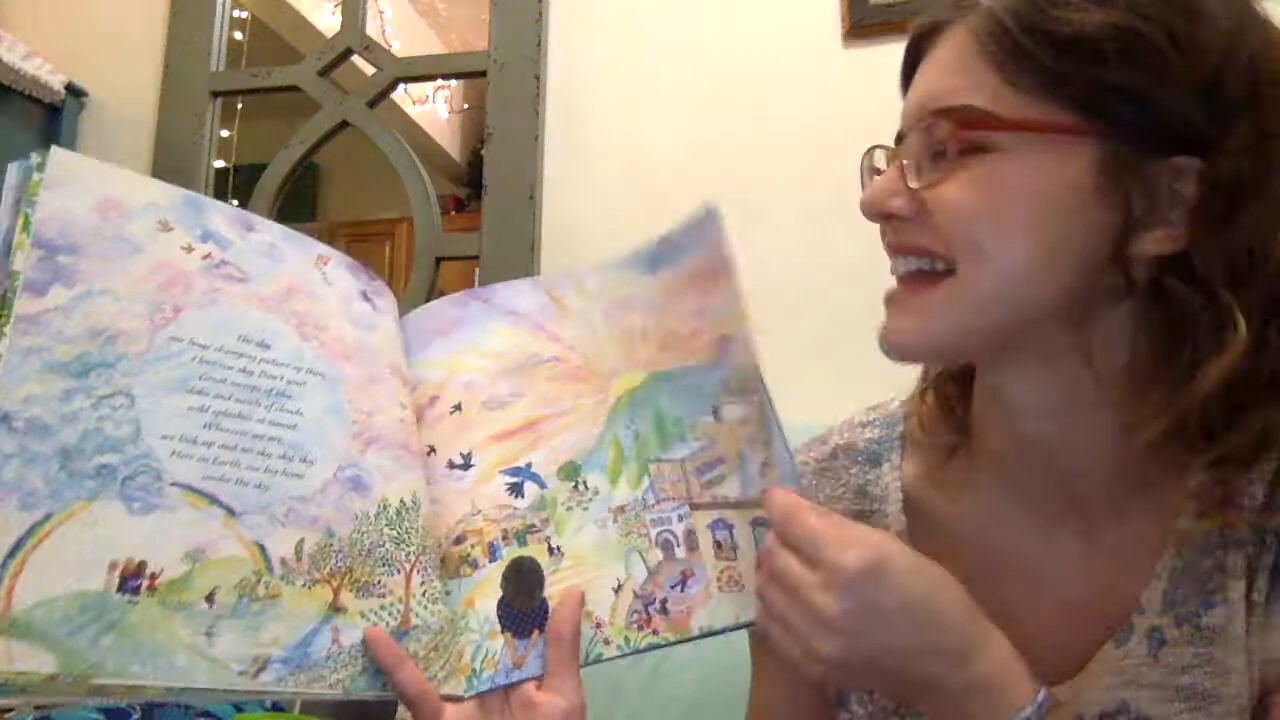 The sky,
our huge changing picture up there,
I love our sky. Don't you?
Great sweeps of blue,
dabs and swirls of clouds,
wild splashes at sunset.
Wherever we are,
we look up and see sky, sky, sky.
Here on Earth, our big home
under the sky.